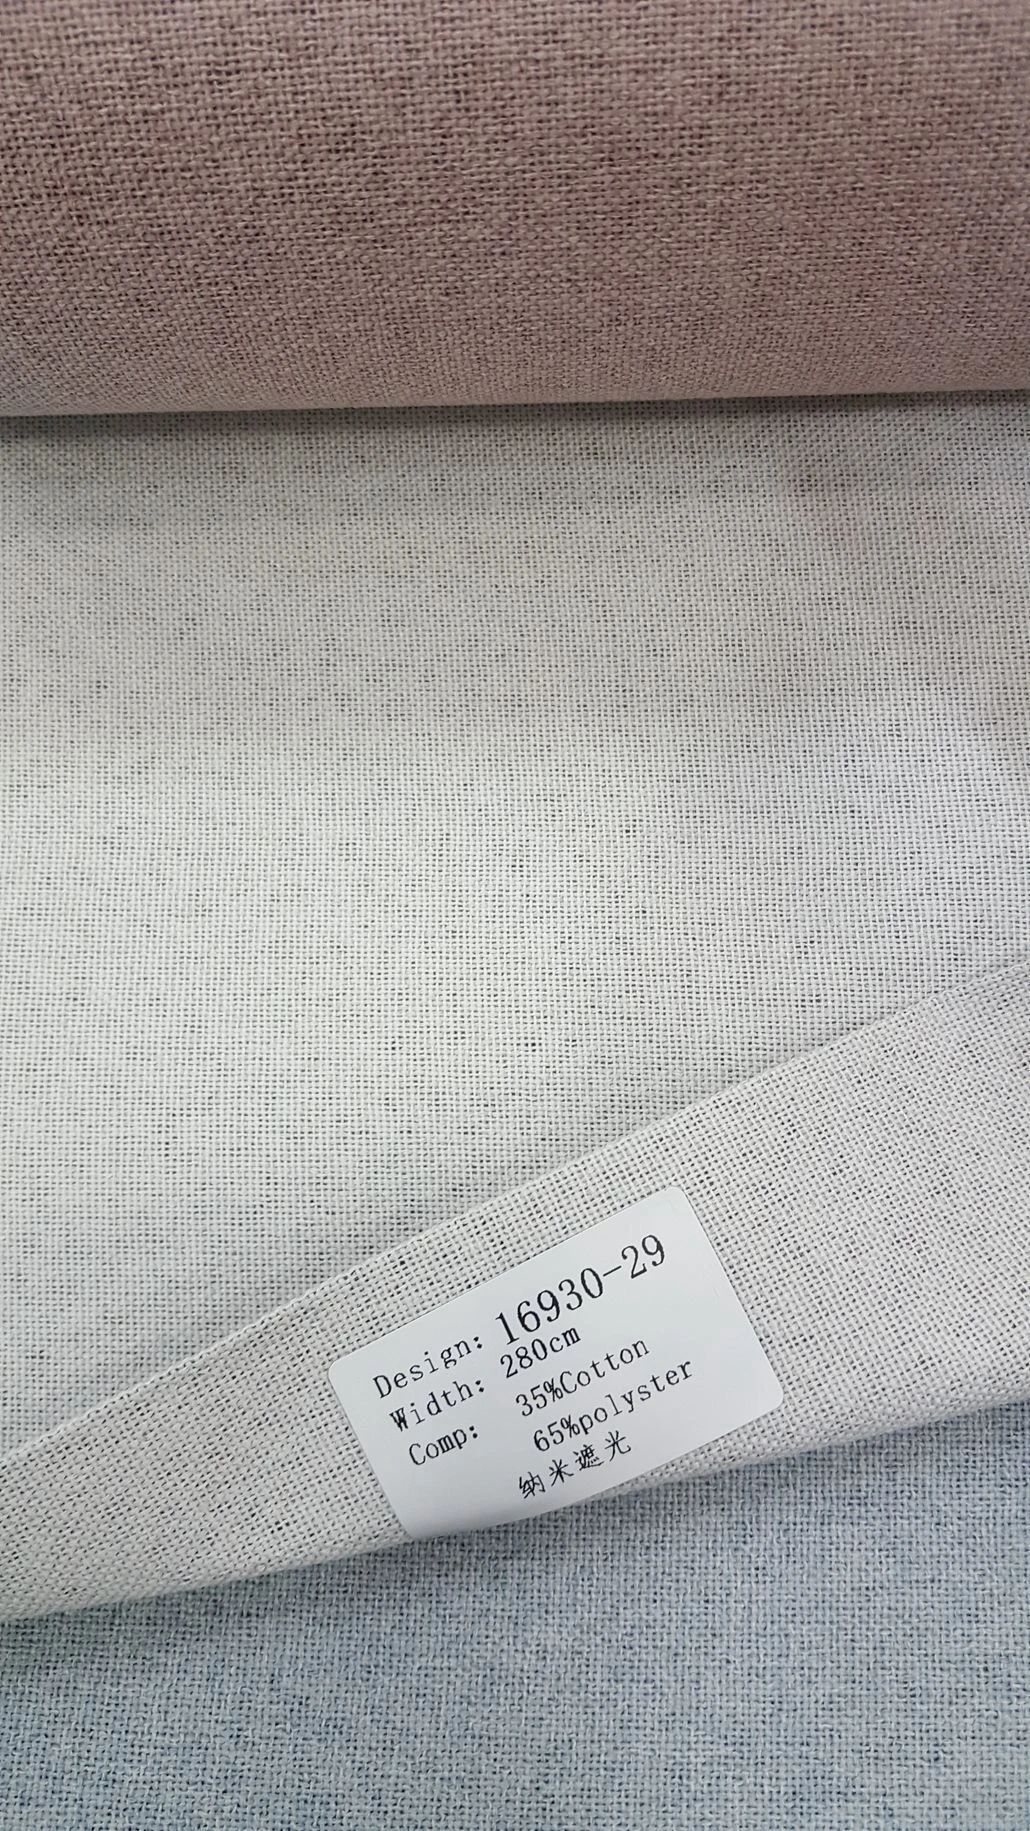 Design: 16930-29
Width: 280cm
Comp: 35%Cotton
65%polyster
纳米遮光